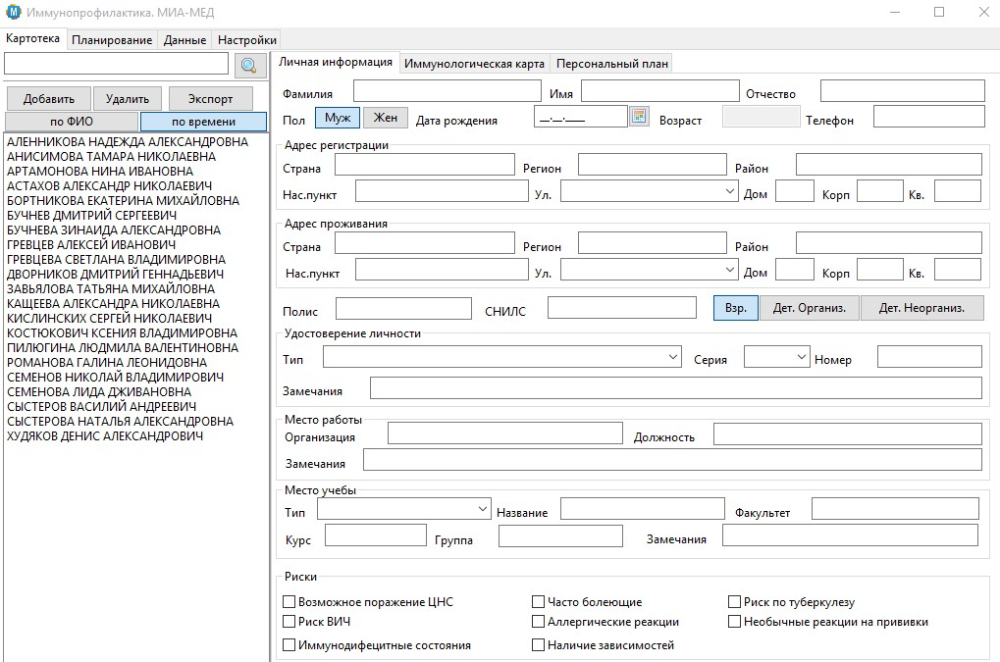 Иммунопрофилактика. МИА-МЕД
Картотека Планирование Данные Настройки
Добавить Удалить Экспорт
по ФИО по времени
АЛЕННИКОВА НАДЕЖДА АЛЕКСАНДРОВНА
АНИСИМОВА ТАМАРА НИКОЛАЕВНА
АРТАМОНОВА НИНА ИВАНОВНА
АСТАХОВ АЛЕКСАНДР НИКОЛАЕВИЧ
БОРТНИКОВА ЕКАТЕРИНА МИХАЙЛОВНА
БУЧНЕВ ДМИТРИЙ СЕРГЕЕВИЧ
БУЧНЕВА ЗИНАИДА АЛЕКСАНДРОВНА
ГРЕВЦЕВ АЛЕКСЕЙ ИВАНОВИЧ
ГРЕВЦЕВА СВЕТЛАНА ВЛАДИМИРОВНА
ДВОРНИКОВ ДМИТРИЙ ГЕННАДЬЕВИЧ
ЗАВЬЯЛОВА ТАТЬЯНА МИХАЙЛОВНА
КАЩЕЕВА АЛЕКСАНДРА НИКОЛАЕВНА
КИСЛИНСКИХ СЕРГЕЙ НИКОЛАЕВИЧ
КОСТЮКОВИЧ КСЕНИЯ ВЛАДИМИРОВНА
ПИЛЮГИНА ЛЮДМИЛА ВАЛЕНТИНОВНА
РОМАНОВА ГАЛИНА ЛЕОНИДОВНА
СЕМЕНОВ НИКОЛАЙ ВЛАДИМИРОВИЧ
СЕМЕНОВА ЛИДА ДЖИВАНОВНА
СЫСТЕРОВ ВАСИЛИЙ АНДРЕЕВИЧ
СЫСТЕРОВА НАТАЛЬЯ АЛЕКСАНДРОВНА
ХУДЯКОВ ДЕНИС АЛЕКСАНДРОВИЧ
Личная информация Иммунологическая карта Персональный план
Фамилия Имя Отчество
Пол Муж Жен Дата рождения __.__.____ Возраст Телефон
Адрес регистрации
Страна Регион Район
Нас.пункт Ул. Дом Корп Кв.
Адрес проживания
Страна Регион Район
Нас.пункт Ул. Дом Корп Кв.
Полис СНИЛС Взр. Дет. Организ. Дет. Неорганиз.
Удостоверение личности
Тип Серия Номер
Замечания
Место работы
Организация Должность
Замечания
Место учебы
Тип Название Факультет
Курс Группа Замечания
Риски
Возможное поражение ЦНС Часто болеющие Риск по туберкулезу
Риск ВИЧ Аллергические реакции Необычные реакции на прививки
Иммунодифецитные состояния Наличие зависимостей